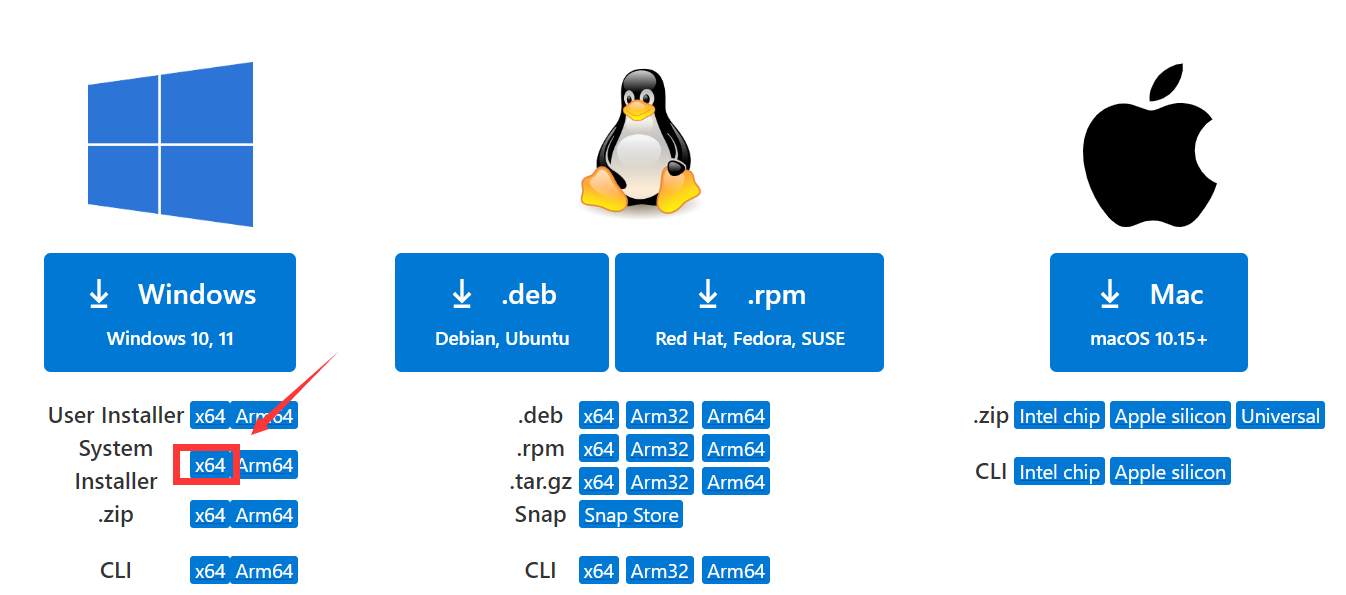 Windows
Windows 10, 11
User Installer x64 Arm64
System
Installer x64 Arm64
.zip x64 Arm64
CLI x64 Arm64
.deb
Debian, Ubuntu
.rpm
Red Hat, Fedora, SUSE
.deb x64 Arm32 Arm64
.rpm x64 Arm32 Arm64
.tar.gz x64 Arm32 Arm64
Snap Snap Store
CLI x64 Arm32 Arm64
Mac
macOS 10.15+
.zip Intel chip Apple silicon Universal
CLI Intel chip Apple silicon